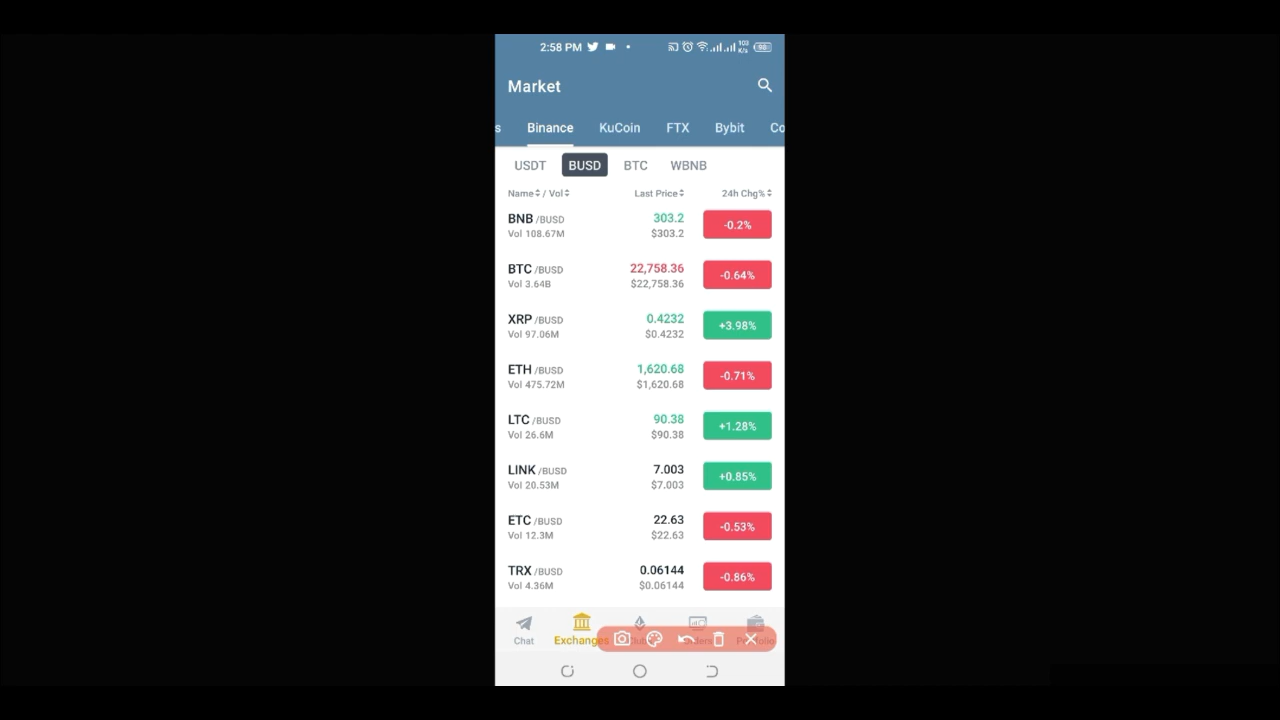 2:58 PM
103 K/s 98
Market
s Binance KuCoin FTX Bybit Co
USDT BUSD BTC WBNB
Name / Vol Last Price 24h Chg%
BNB /BUSD 303.2 -0.2%
Vol 108.67M $303.2
BTC /BUSD 22,758.36 -0.64%
Vol 3.64B $22,758.36
XRP /BUSD 0.4232 +3.98%
Vol 97.06M $0.4232
ETH /BUSD 1,620.68 -0.71%
Vol 475.72M $1,620.68
LTC /BUSD 90.38 +1.28%
Vol 26.6M $90.38
LINK /BUSD 7.003 +0.85%
Vol 20.53M $7.003
ETC /BUSD 22.63 -0.53%
Vol 12.3M $22.63
TRX /BUSD 0.06144 -0.86%
Vol 4.36M $0.06144
Chat Exchanges